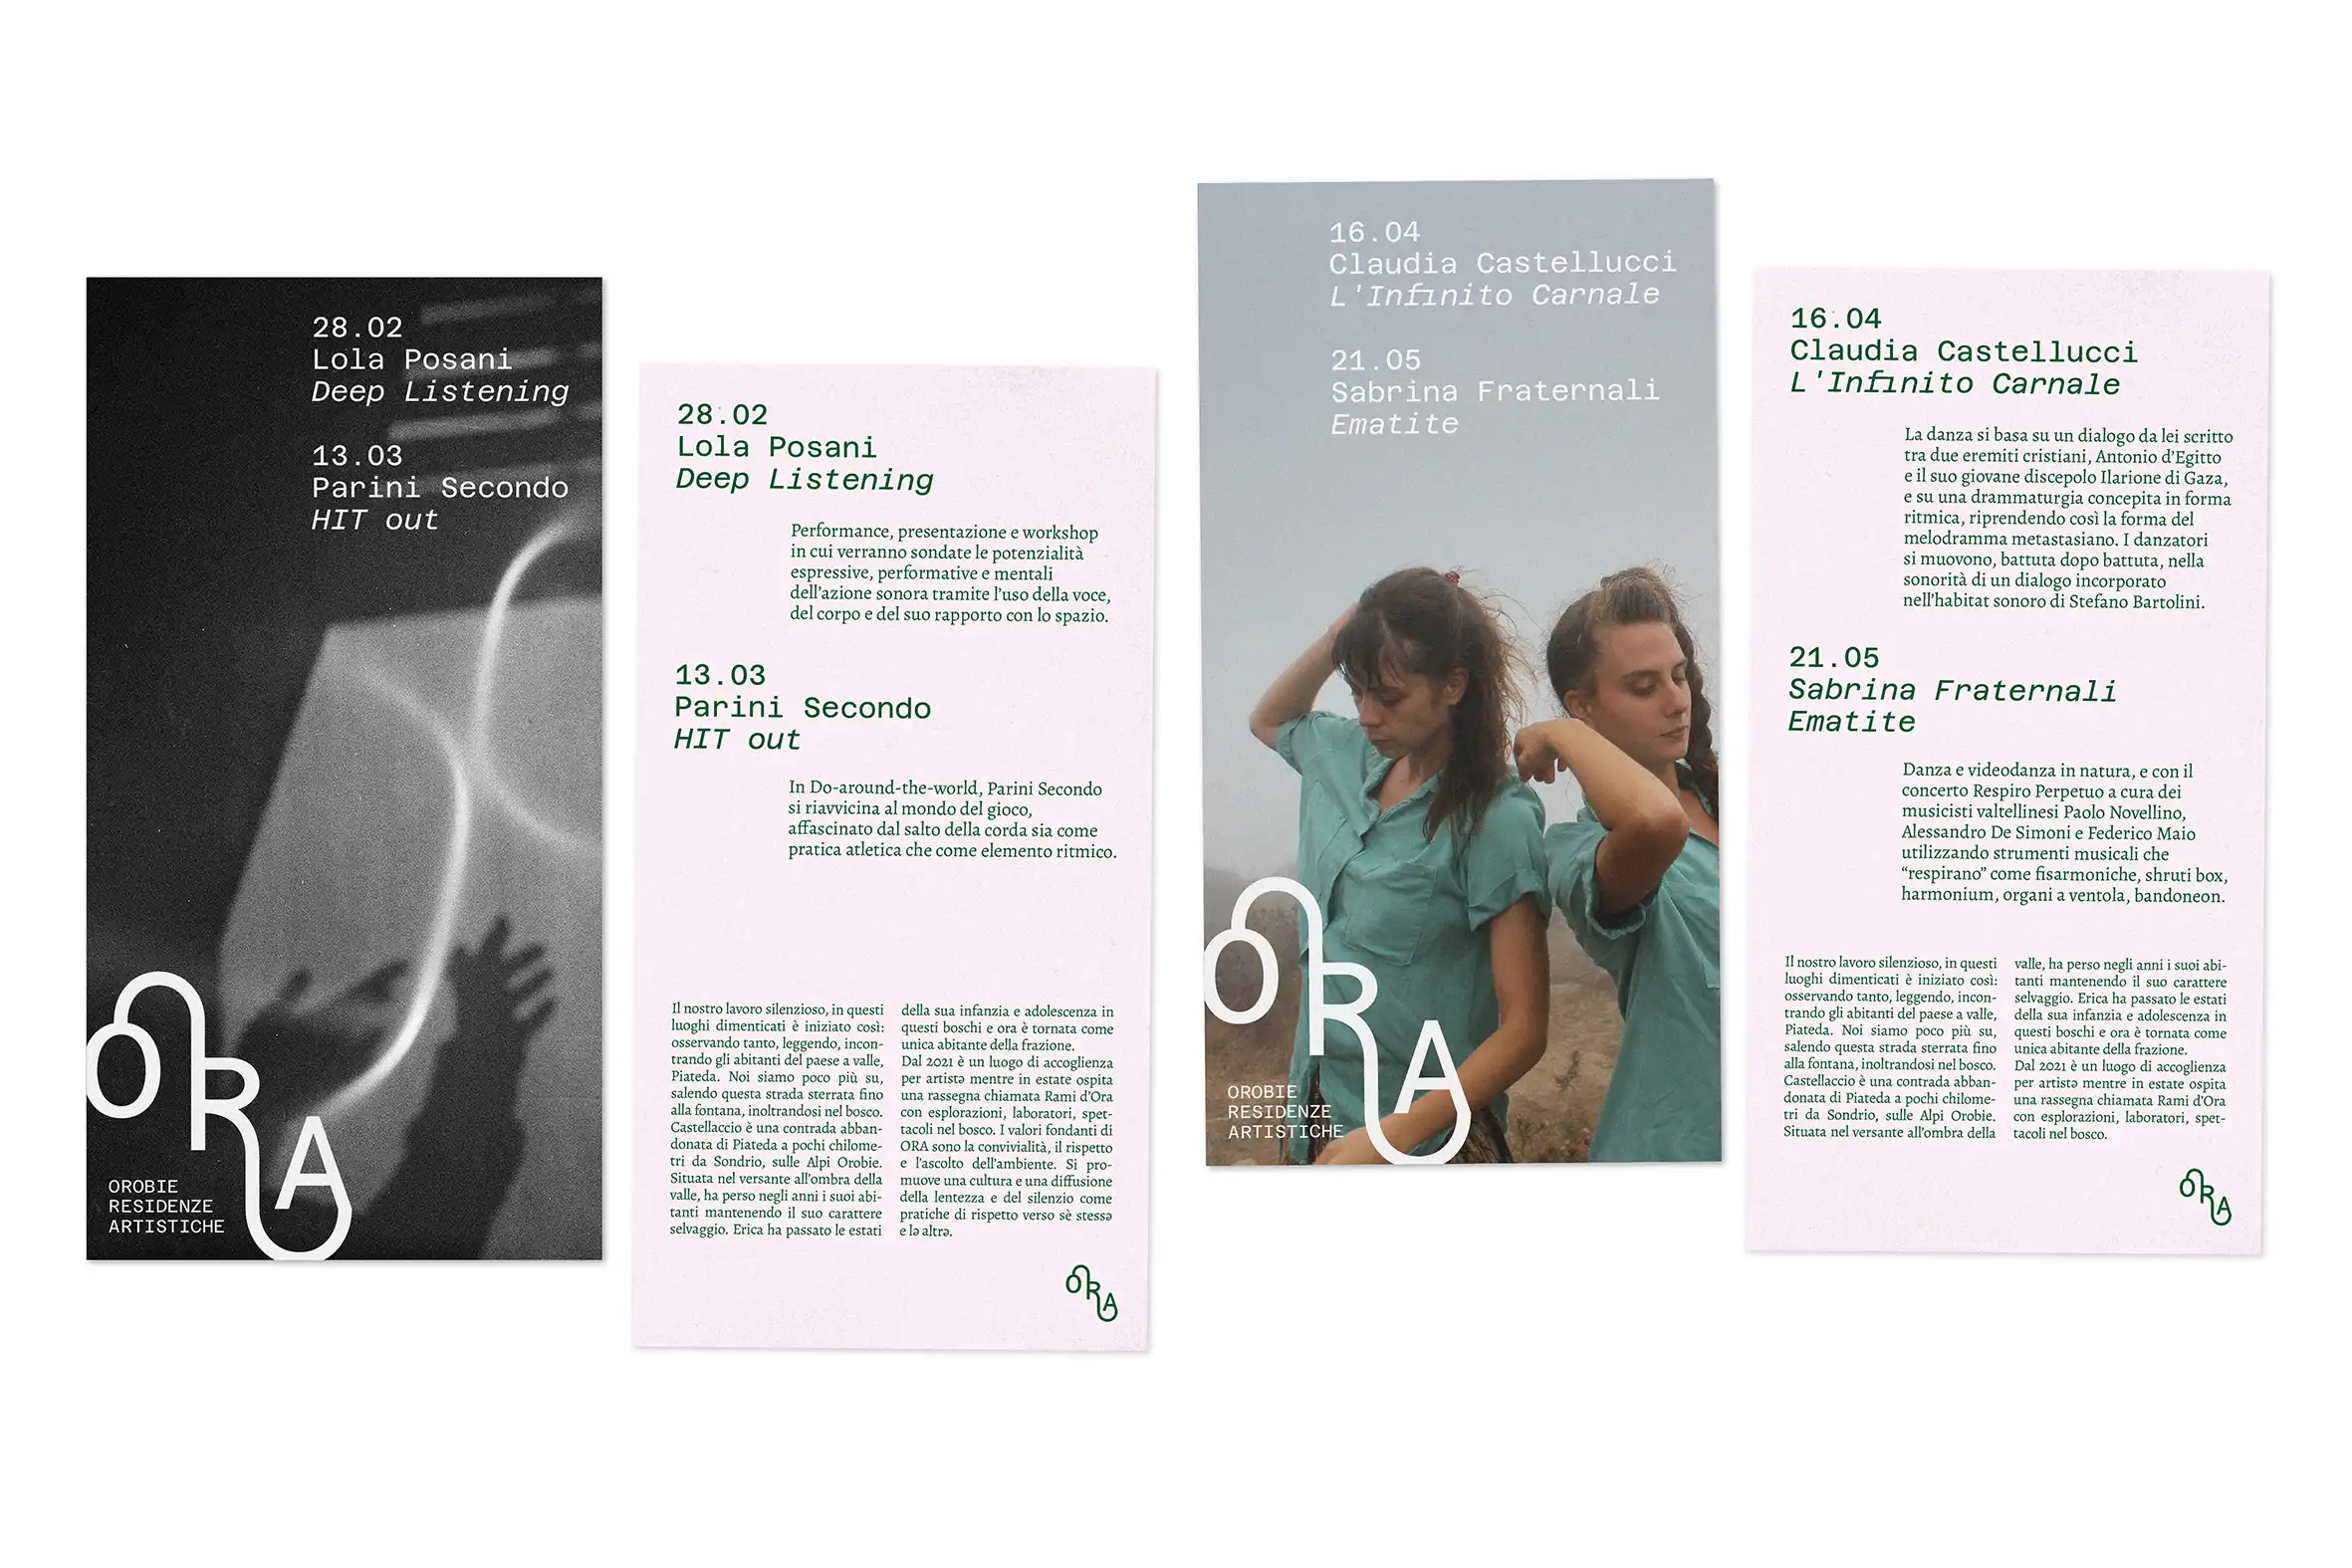 28.02
Lola Posani
Deep Listening
13.03
Parini Secondo
HIT out
ORA
OROBIE
RESIDENZE
ARTISTICHE
28.02
Lola Posani
Deep Listening
Performance, presentazione e workshop
in cui verranno sondate le potenzialità
espressive, performative e mentali
dell'azione sonora tramite l'uso della voce,
del corpo e del suo rapporto con lo spazio.
13.03
Parini Secondo
HIT out
In Do-around-the-world, Parini Secondo
si riavvicina al mondo del gioco,
affascinato dal salto della corda sia come
pratica atletica che come elemento ritmico.
Il nostro lavoro silenzioso, in questi
luoghi dimenticati è iniziato così:
osservando tanto, leggendo, incon-
trando gli abitanti del paese a valle,
Piateda. Noi siamo poco più su,
salendo questa strada sterrata fino
alla fontana, inoltrandosi nel bosco.
Castellaccio è una contrada abban-
donata di Piateda a pochi chilome-
tri da Sondrio, sulle Alpi Orobie.
Situata nel versante all'ombra della
valle, ha perso negli anni i suoi abi-
tanti mantenendo il suo carattere
selvaggio. Erica ha passato le estati
della sua infanzia e adolescenza in
questi boschi e ora è tornata come
unica abitante della frazione.
Dal 2021 è un luogo di accoglienza
per artistə mentre in estate ospita
una rassegna chiamata Rami d'Ora
con esplorazioni, laboratori, spet-
tacoli nel bosco. I valori fondanti di
ORA sono la convivialità, il rispetto
e l'ascolto dell'ambiente. Si pro-
muove una cultura e una diffusione
della lentezza e del silenzio come
pratiche di rispetto verso sè stessə
e lə altrə.
ORA
16.04
Claudia Castellucci
L'Infinito Carnale
21.05
Sabrina Fraternali
Ematite
ORA
OROBIE
RESIDENZE
ARTISTICHE
16.04
Claudia Castellucci
L'Infinito Carnale
La danza si basa su un dialogo da lei scritto
tra due eremiti cristiani, Antonio d'Egitto
e il suo giovane discepolo Ilarione di Gaza,
e su una drammaturgia concepita in forma
ritmica, riprendendo così la forma del
melodramma metastasiano. I danzatori
si muovono, battuta dopo battuta, nella
sonorità di un dialogo incorporato
nell'habitat sonoro di Stefano Bartolini.
21.05
Sabrina Fraternali
Ematite
Danza e videodanza in natura, e con il
concerto Respiro Perpetuo a cura dei
musicisti valtellinesi Paolo Novellino,
Alessandro De Simoni e Federico Maio
utilizzando strumenti musicali che
“respirano” come fisarmoniche, shruti box,
harmonium, organi a ventola, bandoneon.
Il nostro lavoro silenzioso, in questi
luoghi dimenticati è iniziato così:
osservando tanto, leggendo, incon-
trando gli abitanti del paese a valle,
Piateda. Noi siamo poco più su,
salendo questa strada sterrata fino
alla fontana, inoltrandosi nel bosco.
Castellaccio è una contrada abban-
donata di Piateda a pochi chilome-
tri da Sondrio, sulle Alpi Orobie.
Situata nel versante all'ombra della
valle, ha perso negli anni i suoi abi-
tanti mantenendo il suo carattere
selvaggio. Erica ha passato le estati
della sua infanzia e adolescenza in
questi boschi e ora è tornata come
unica abitante della frazione.
Dal 2021 è un luogo di accoglienza
per artistə mentre in estate ospita
una rassegna chiamata Rami d'Ora
con esplorazioni, laboratori, spet-
tacoli nel bosco.
ORA